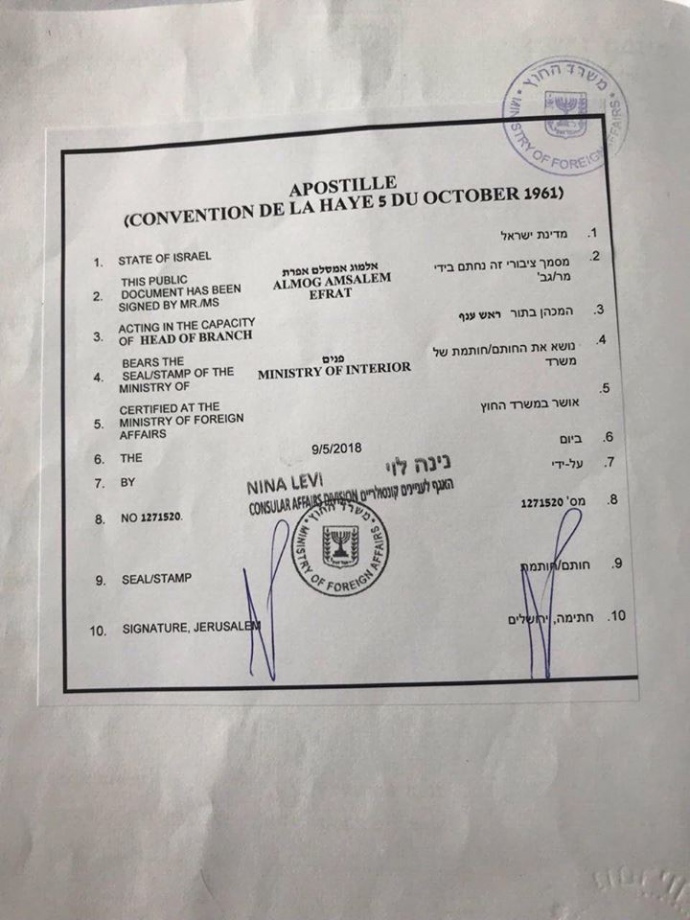 משרד החוץ
MINISTRY OF FOREIGN AFFAIRS
APOSTILLE
(CONVENTION DE LA HAYE 5 DU OCTOBER 1961)
1. STATE OF ISRAEL
מדינת ישראל .1
2. THIS PUBLIC
DOCUMENT HAS BEEN
SIGNED BY MR./MS
אלמוג אמסלם אפרת
ALMOG AMSALEM
EFRAT
מסמך ציבורי זה נחתם בידי .2
מר/גב'
3. ACTING IN THE CAPACITY
OF HEAD OF BRANCH
המכהן בתור ראש ענף .3
4. BEARS THE
SEAL/STAMP OF THE
MINISTRY OF
פנים
MINISTRY OF INTERIOR
נושא את החותם/חותמת של .4
משרד
5. CERTIFIED AT THE
MINISTRY OF FOREIGN
AFFAIRS
אושר במשרד החוץ .5
6. THE
9/5/2018
ביום .6
7. BY
על-ידי .7
NINA LEVI נינה לוי
CONSULAR AFFAIRS DIVISION האגף לעניינים קונסולריים
8. NO 1271520.
מס' 1271520 .8
משרד החוץ
MINISTRY OF FOREIGN AFFAIRS
9. SEAL/STAMP
חותם/חותמת .9
10. SIGNATURE, JERUSALEM
חתימה, ירושלים .10